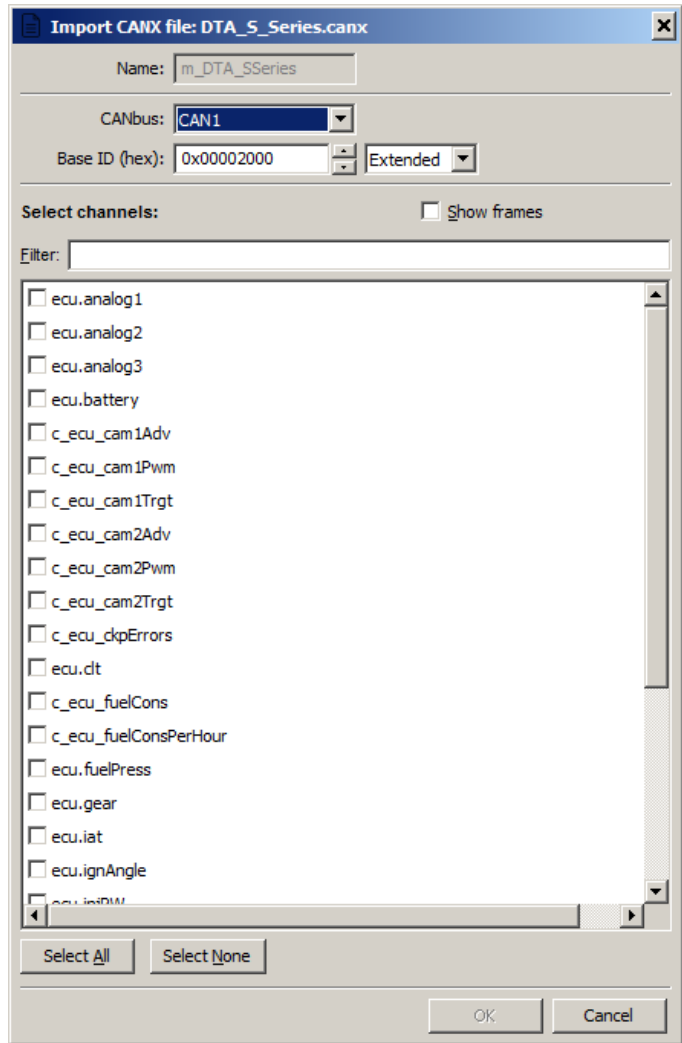 Import CANX file: DTA_S_Series.canx
Name: m_DTA_SSeries
CANbus: CAN1
Base ID (hex): 0x00002000 Extended
Select channels: Show frames
Filter:
ecu.analog1
ecu.analog2
ecu.analog3
ecu.battery
c_ecu_cam1Adv
c_ecu_cam1Pwm
c_ecu_cam1Trgt
c_ecu_cam2Adv
c_ecu_cam2Pwm
c_ecu_cam2Trgt
c_ecu_ckpErrors
ecu.clt
c_ecu_fuelCons
c_ecu_fuelConsPerHour
ecu.fuelPress
ecu.gear
ecu.iat
ecu.ignAngle
Select All Select None
OK Cancel